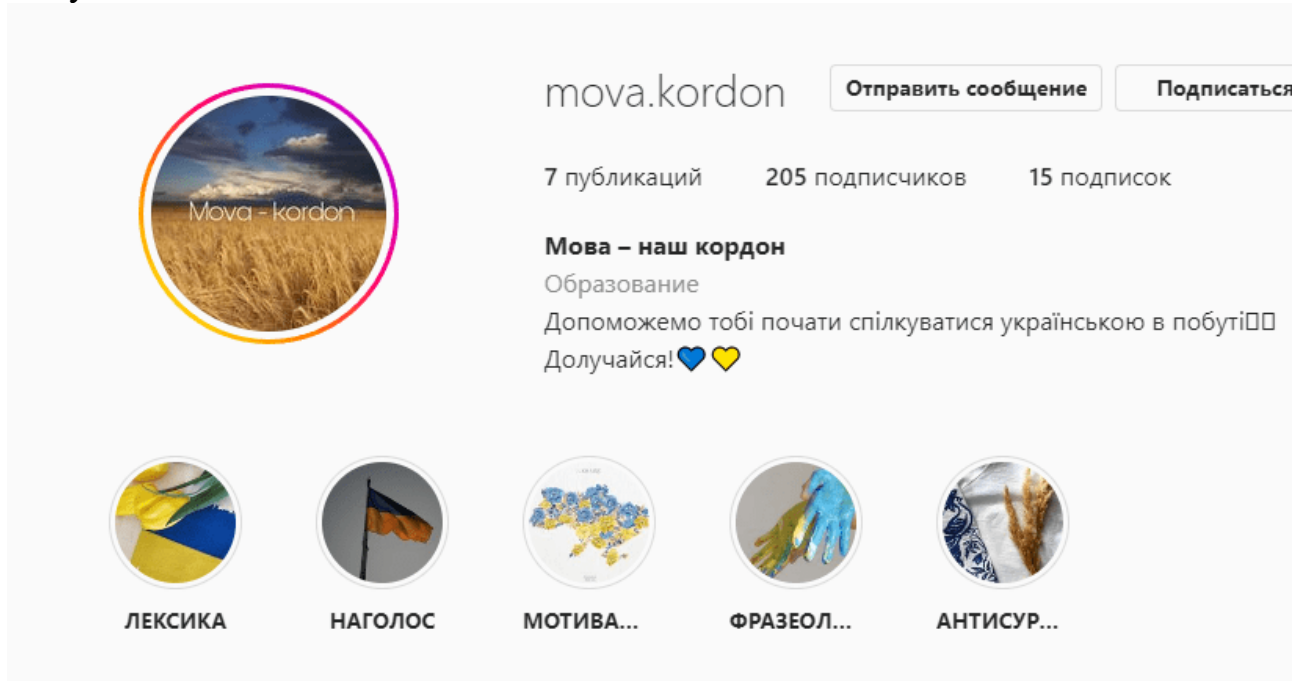 mova.kordon Отправить сообщение Подписаться
7 публикаций 205 подписчиков 15 подписок
Mova - kordon
Мова – наш кордон
Образование
Допоможемо тобі почати спілкуватися українською в побуті
Долучайся!💙💛
ЛЕКСИКА НАГОЛОС МОТИВА... ФРАЗЕОЛ... АНТИСУР...